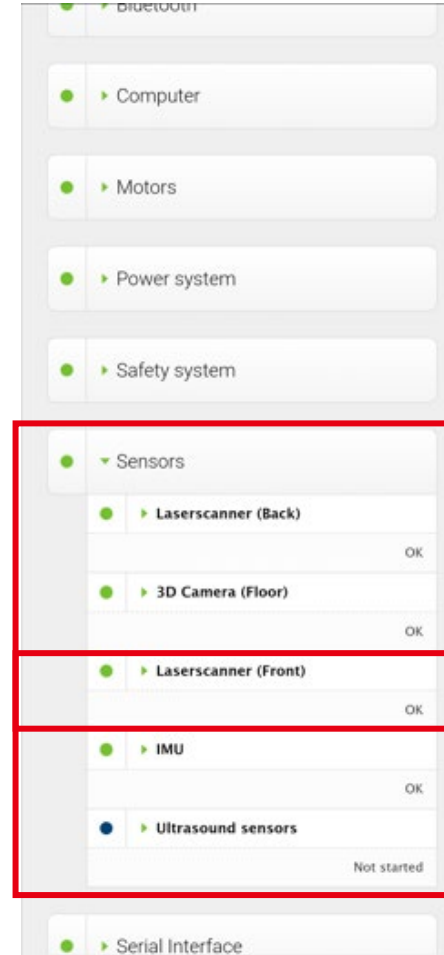 Bluetooth
Computer
Motors
Power system
Safety system
Sensors
Laserscanner (Back)
OK
3D Camera (Floor)
OK
Laserscanner (Front)
OK
IMU
OK
Ultrasound sensors
Not started
Serial Interface